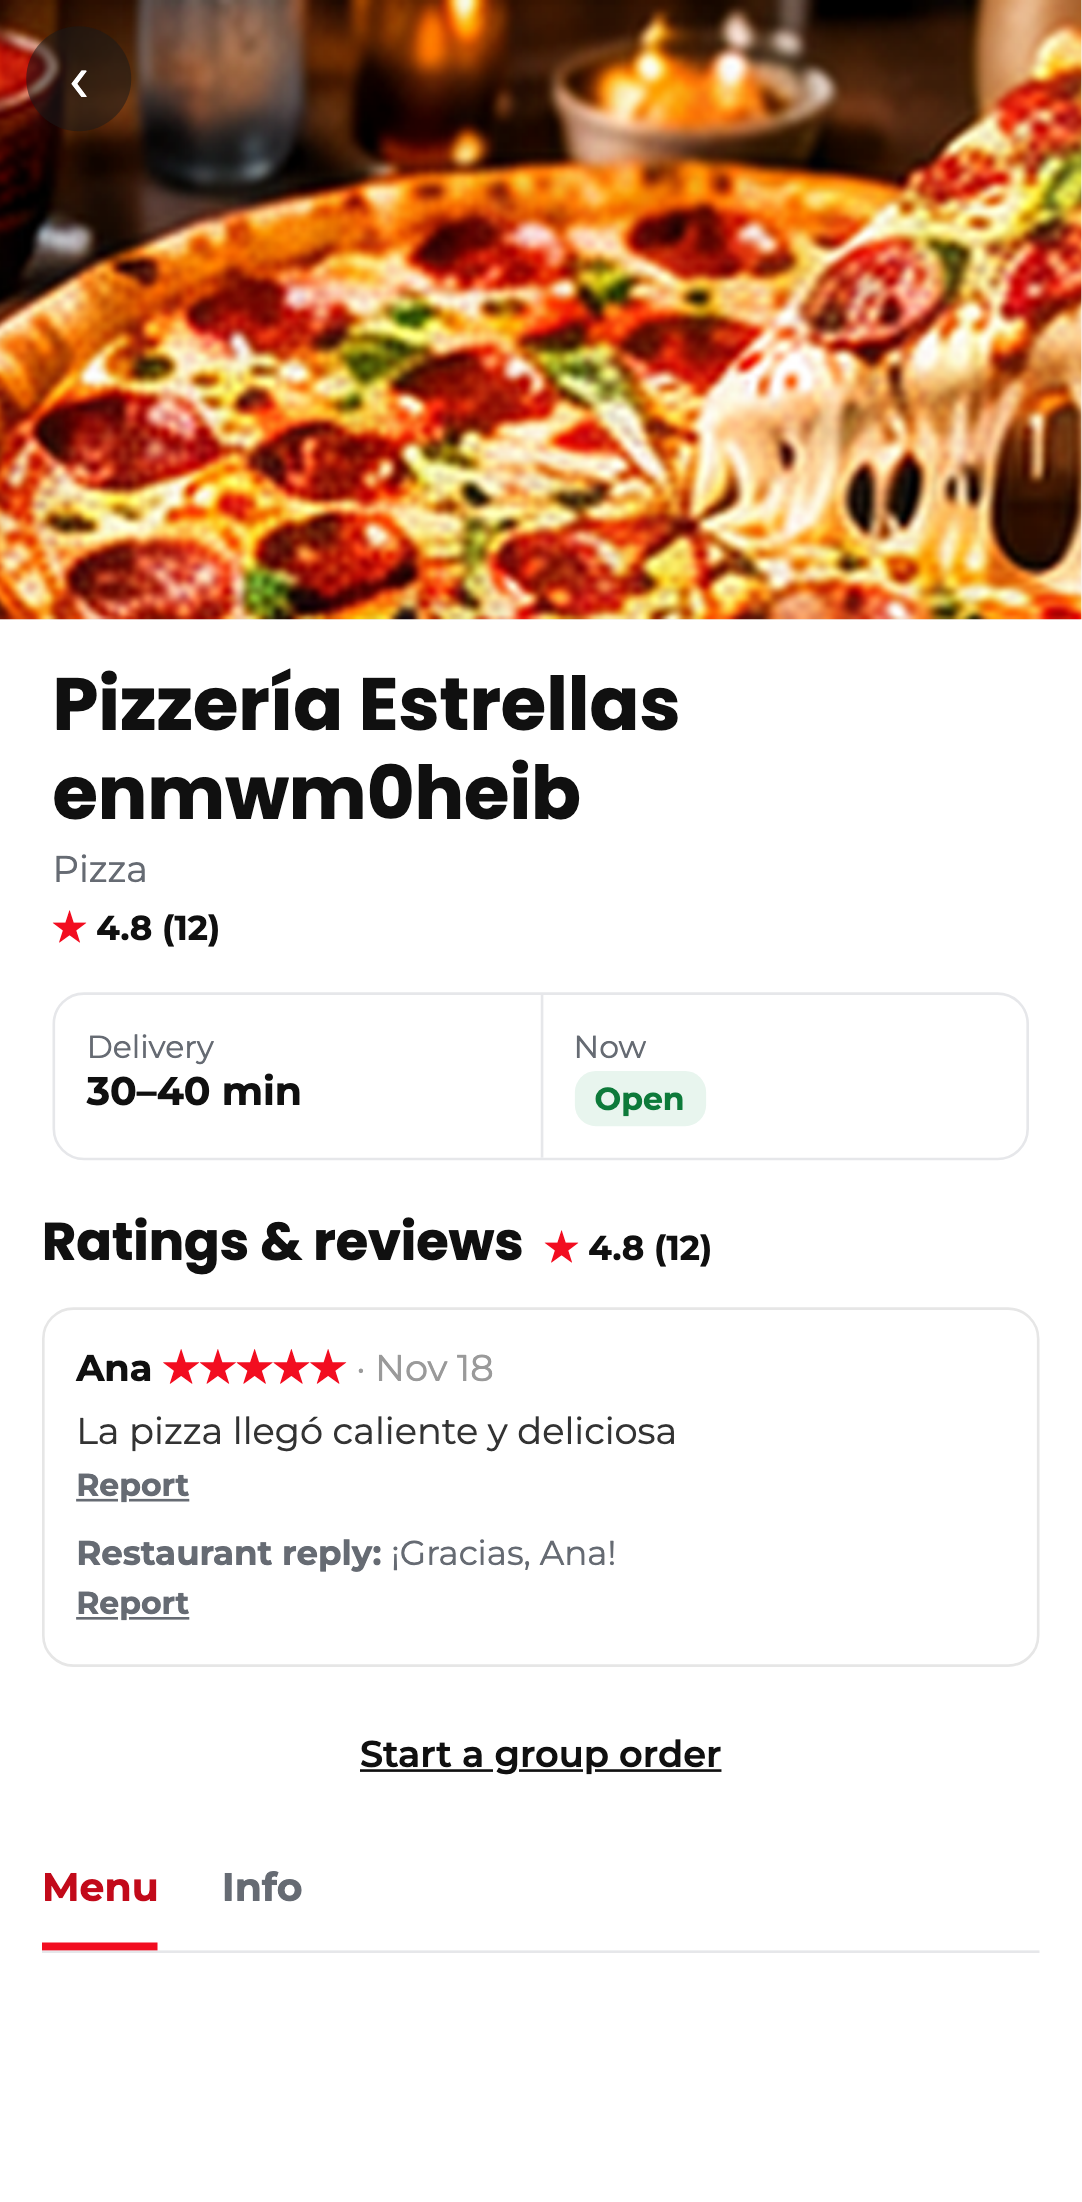 Pizzería Estrellas
enmwm0heib
Pizza
★ 4.8 (12)
Delivery
30–40 min
Now
Open
Ratings & reviews ★ 4.8 (12)
Ana ★★★★★ · Nov 18
La pizza llegó caliente y deliciosa
Report
Restaurant reply: ¡Gracias, Ana!
Report
Start a group order
Menu Info